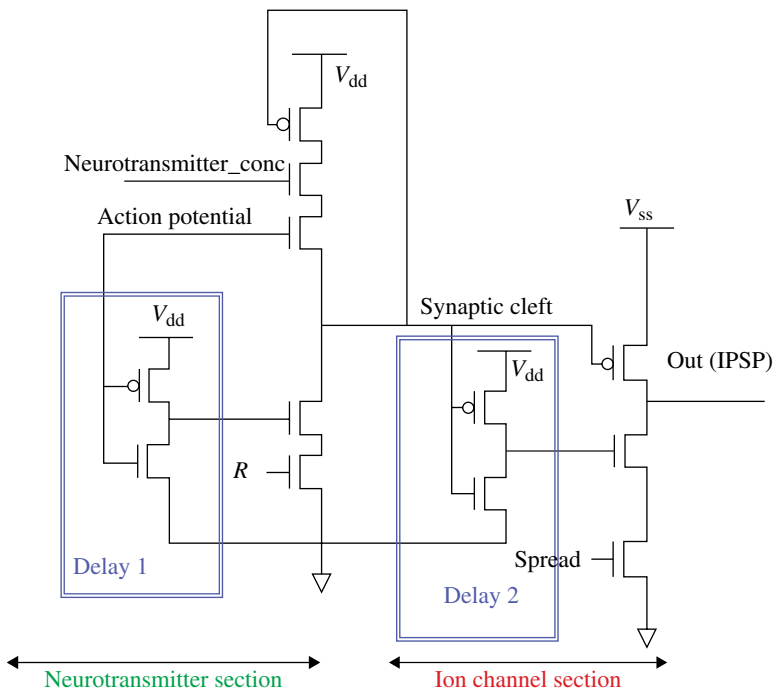 V_dd
Neurotransmitter_conc
Action potential
V_ss
Synaptic cleft
V_dd
V_dd
Out (IPSP)
R
Delay 1
Spread
Delay 2
Neurotransmitter section
Ion channel section